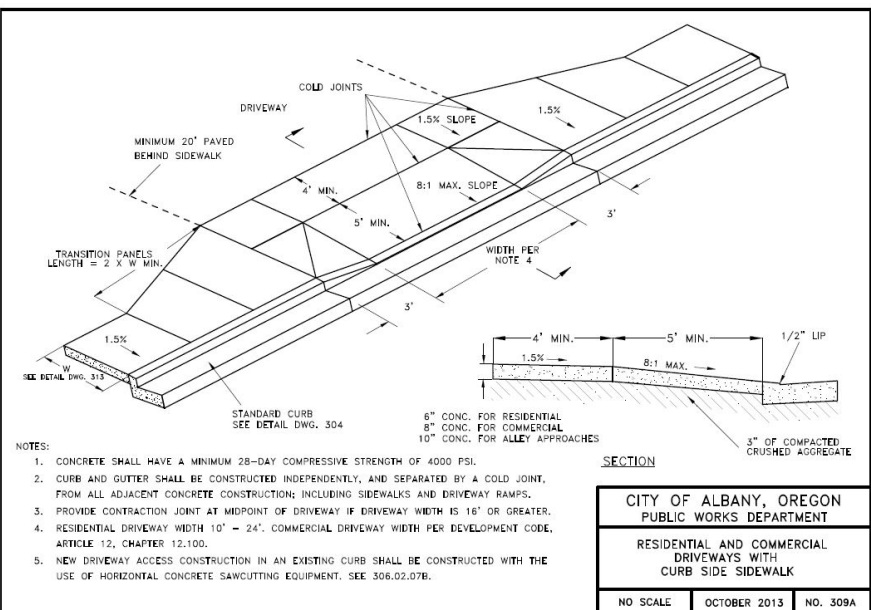 COLD JOINTS
DRIVEWAY
1.5% SLOPE
1.5%
MINIMUM 20' PAVED
BEHIND SIDEWALK
4' MIN.
8:1 MAX. SLOPE
5' MIN.
3'
WIDTH PER
NOTE 4
TRANSITION PANELS
LENGTH = 2 X W MIN.
3'
1.5%
W
SEE DETAIL DWG. 313
STANDARD CURB
SEE DETAIL DWG. 304
4' MIN.
5' MIN.
1/2" LIP
1.5%
8:1 MAX.
6" CONC. FOR RESIDENTIAL
8" CONC. FOR COMMERCIAL
10" CONC. FOR ALLEY APPROACHES
3" OF COMPACTED
CRUSHED AGGREGATE
SECTION
NOTES:
1. CONCRETE SHALL HAVE A MINIMUM 28-DAY COMPRESSIVE STRENGTH OF 4000 PSI.
2. CURB AND GUTTER SHALL BE CONSTRUCTED INDEPENDENTLY, AND SEPARATED BY A COLD JOINT,
FROM ALL ADJACENT CONCRETE CONSTRUCTION; INCLUDING SIDEWALKS AND DRIVEWAY RAMPS.
3. PROVIDE CONTRACTION JOINT AT MIDPOINT OF DRIVEWAY IF DRIVEWAY WIDTH IS 16' OR GREATER.
4. RESIDENTIAL DRIVEWAY WIDTH 10' - 24'. COMMERCIAL DRIVEWAY WIDTH PER DEVELOPMENT CODE,
ARTICLE 12, CHAPTER 12.100.
5. NEW DRIVEWAY ACCESS CONSTRUCTION IN AN EXISTING CURB SHALL BE CONSTRUCTED WITH THE
USE OF HORIZONTAL CONCRETE SAWCUTTING EQUIPMENT. SEE 306.02.07B.
CITY OF ALBANY, OREGON
PUBLIC WORKS DEPARTMENT
RESIDENTIAL AND COMMERCIAL
DRIVEWAYS WITH
CURB SIDE SIDEWALK
NO SCALE
OCTOBER 2013
NO. 309A